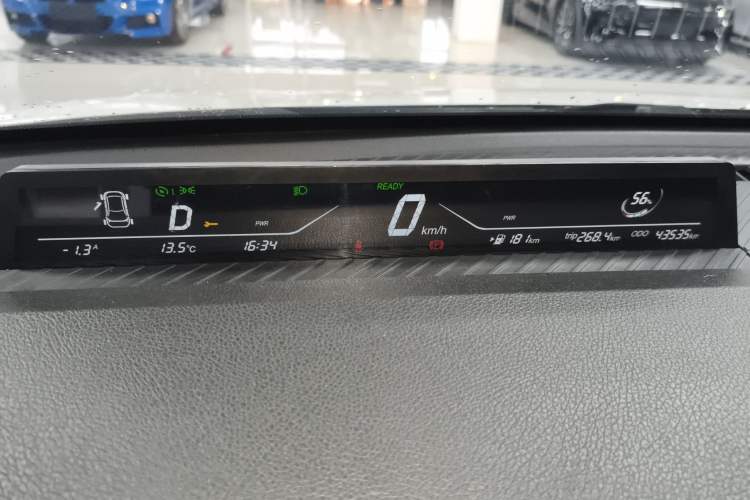 READY
56%
D
PWR
0 km/h
PWR
-1.3A
13.5°C
16:34
181km
trip 268.4km
ODO 43535km